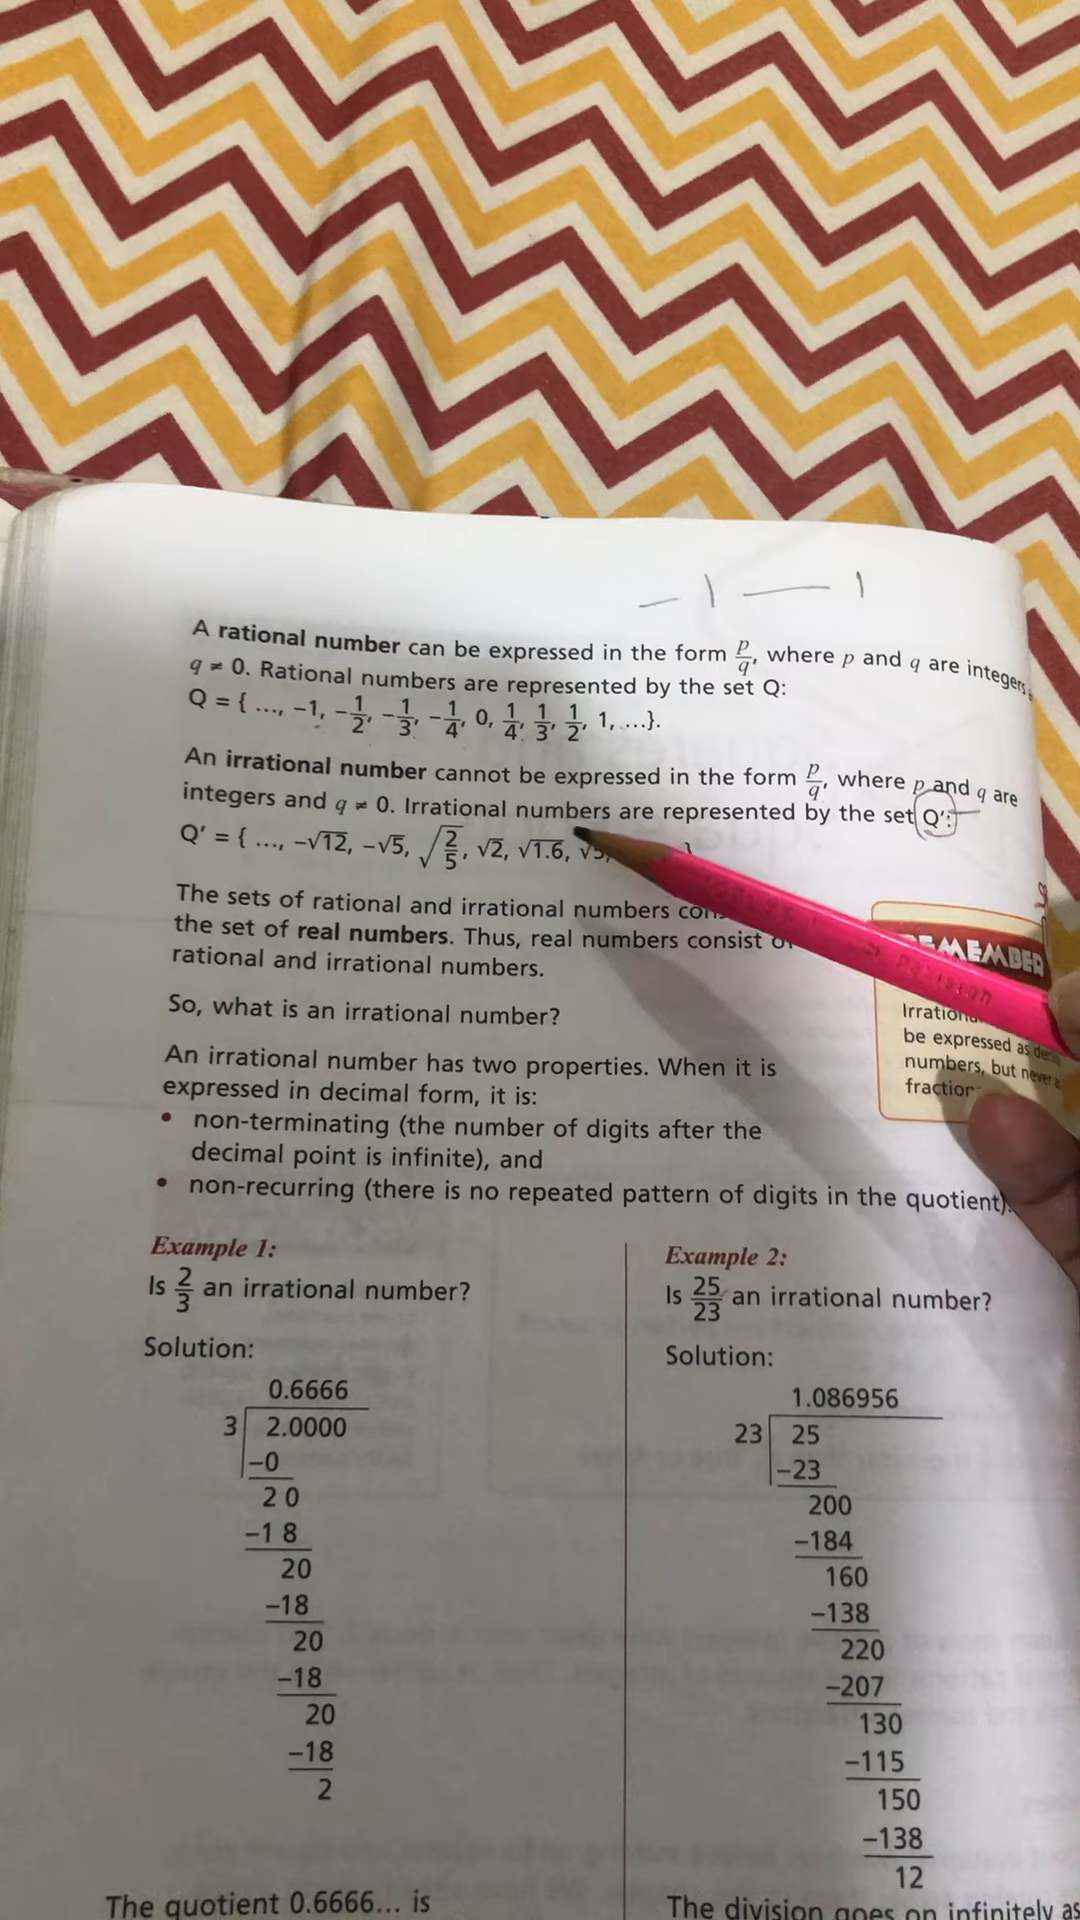 – 1 — 1
A rational number can be expressed in the form p/q, where p and q are integers,
q ≠ 0. Rational numbers are represented by the set Q:
Q = { ..., –1, –1/2, –1/3, –1/4, 0, 1/4, 1/3, 1/2, 1, ...}.
An irrational number cannot be expressed in the form p/q, where p and q are
integers and q ≠ 0. Irrational numbers are represented by the set Q′:
Q′ = { ..., –√12, –√5, √2/5, √2, √1.6, }
The sets of rational and irrational numbers
the set of real numbers. Thus, real numbers consist of
rational and irrational numbers.
So, what is an irrational number?
An irrational number has two properties. When it is
expressed in decimal form, it is:
• non-terminating (the number of digits after the
decimal point is infinite), and
• non-recurring (there is no repeated pattern of digits in the quotient).
REMEMBER
be expressed as
numbers, but never
fraction
Example 1:
Is 2/3 an irrational number?
Solution:
0.6666
3 2.0000
–0
2 0
–1 8
20
–18
20
–18
20
–18
2
The quotient 0.6666... is
Example 2:
Is 25/23 an irrational number?
Solution:
1.086956
23 25
–23
200
–184
160
–138
220
–207
130
–115
150
–138
12
The division goes on infinitely as